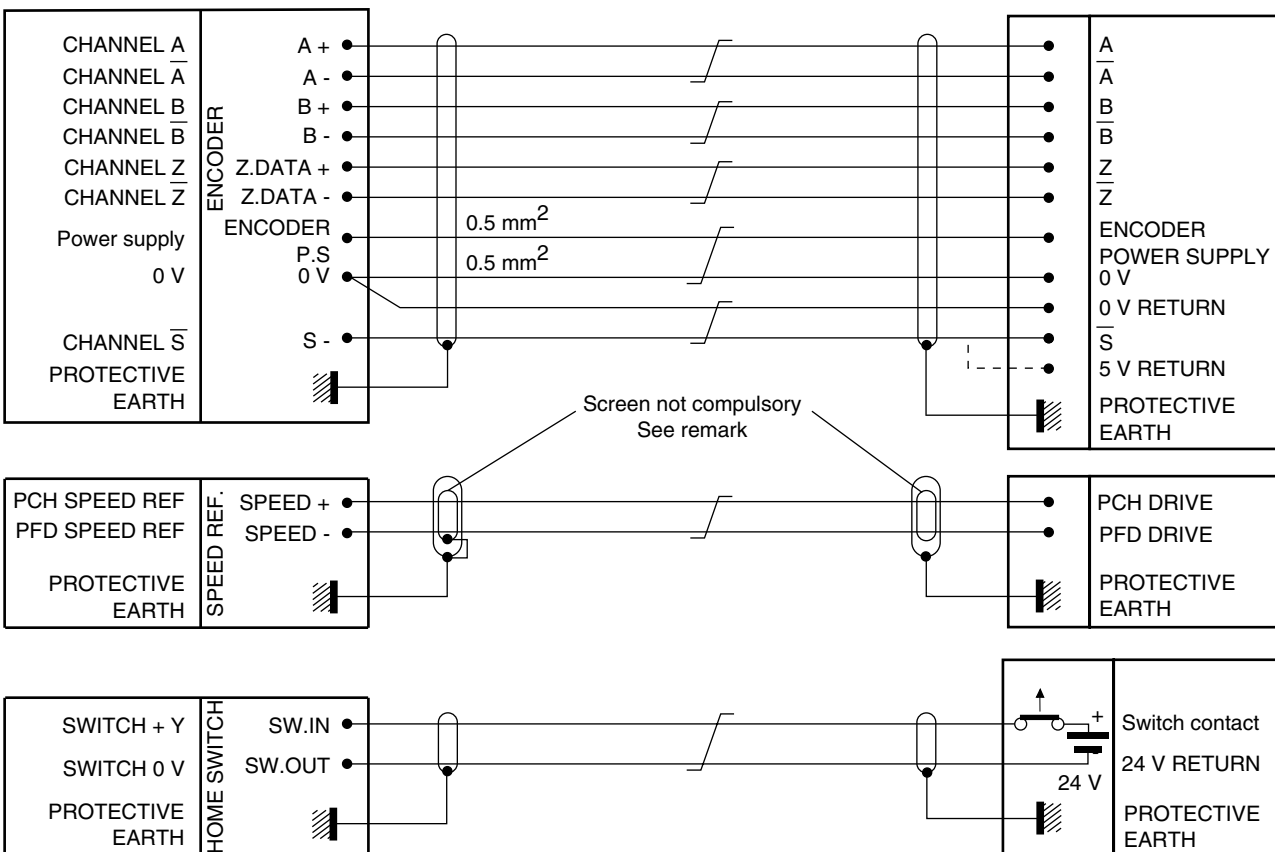 CHANNEL A
CHANNEL A̅
CHANNEL B
CHANNEL B̅
CHANNEL Z
CHANNEL Z̅
Power supply
0 V
CHANNEL S̅
PROTECTIVE
EARTH
ENCODER
A +
A -
B +
B -
Z.DATA +
Z.DATA -
ENCODER
P.S
0 V
S -
0.5 mm²
0.5 mm²
A
A̅
B
B̅
Z
Z̅
ENCODER
POWER SUPPLY
0 V
0 V RETURN
S̅
5 V RETURN
PROTECTIVE
EARTH
Screen not compulsory
See remark
PCH SPEED REF
PFD SPEED REF
PROTECTIVE
EARTH
SPEED REF.
SPEED +
SPEED -
PCH DRIVE
PFD DRIVE
PROTECTIVE
EARTH
SWITCH + Y
SWITCH 0 V
PROTECTIVE
EARTH
HOME SWITCH
SW.IN
SW.OUT
+
-
24 V
Switch contact
24 V RETURN
PROTECTIVE
EARTH